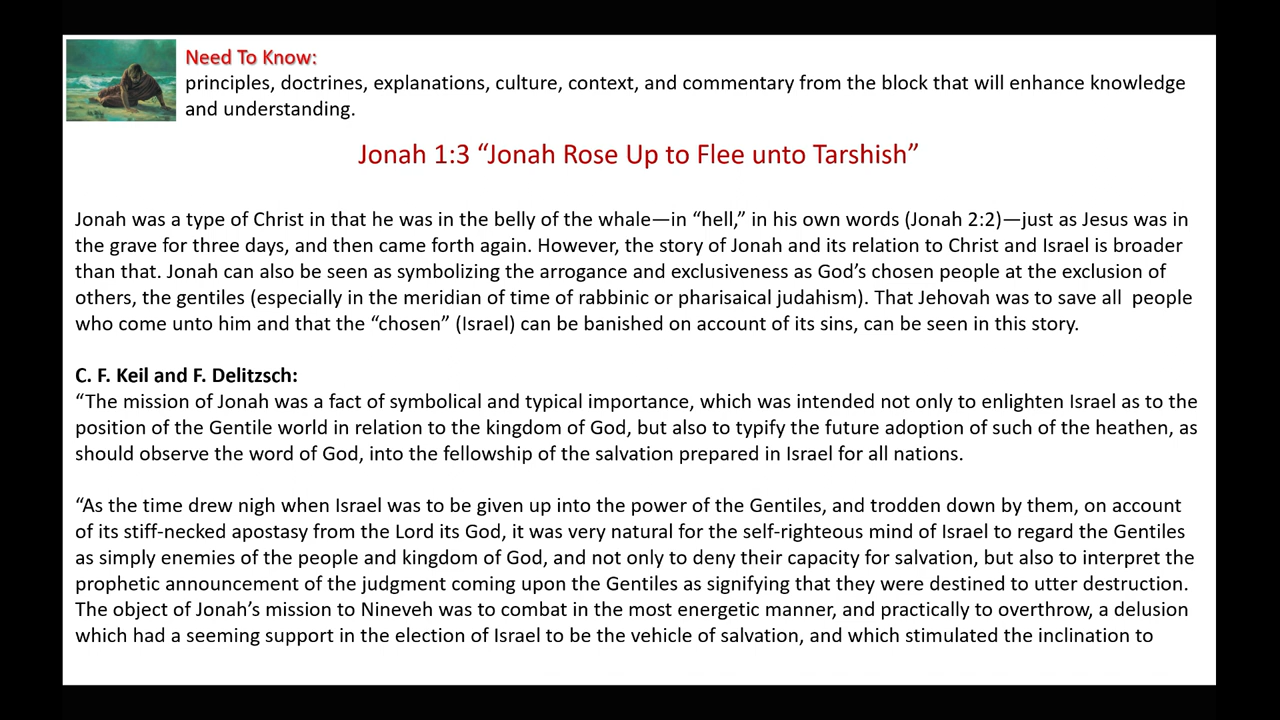 Need To Know:
principles, doctrines, explanations, culture, context, and commentary from the block that will enhance knowledge
and understanding.
Jonah 1:3 “Jonah Rose Up to Flee unto Tarshish”
Jonah was a type of Christ in that he was in the belly of the whale—in “hell,” in his own words (Jonah 2:2)—just as Jesus was in
the grave for three days, and then came forth again. However, the story of Jonah and its relation to Christ and Israel is broader
than that. Jonah can also be seen as symbolizing the arrogance and exclusiveness as God’s chosen people at the exclusion of
others, the gentiles (especially in the meridian of time of rabbinic or pharisaical judahism). That Jehovah was to save all  people
who come unto him and that the “chosen” (Israel) can be banished on account of its sins, can be seen in this story.
C. F. Keil and F. Delitzsch:
“The mission of Jonah was a fact of symbolical and typical importance, which was intended not only to enlighten Israel as to the
position of the Gentile world in relation to the kingdom of God, but also to typify the future adoption of such of the heathen, as
should observe the word of God, into the fellowship of the salvation prepared in Israel for all nations.
“As the time drew nigh when Israel was to be given up into the power of the Gentiles, and trodden down by them, on account
of its stiff-necked apostasy from the Lord its God, it was very natural for the self-righteous mind of Israel to regard the Gentiles
as simply enemies of the people and kingdom of God, and not only to deny their capacity for salvation, but also to interpret the
prophetic announcement of the judgment coming upon the Gentiles as signifying that they were destined to utter destruction.
The object of Jonah’s mission to Nineveh was to combat in the most energetic manner, and practically to overthrow, a delusion
which had a seeming support in the election of Israel to be the vehicle of salvation, and which stimulated the inclination to